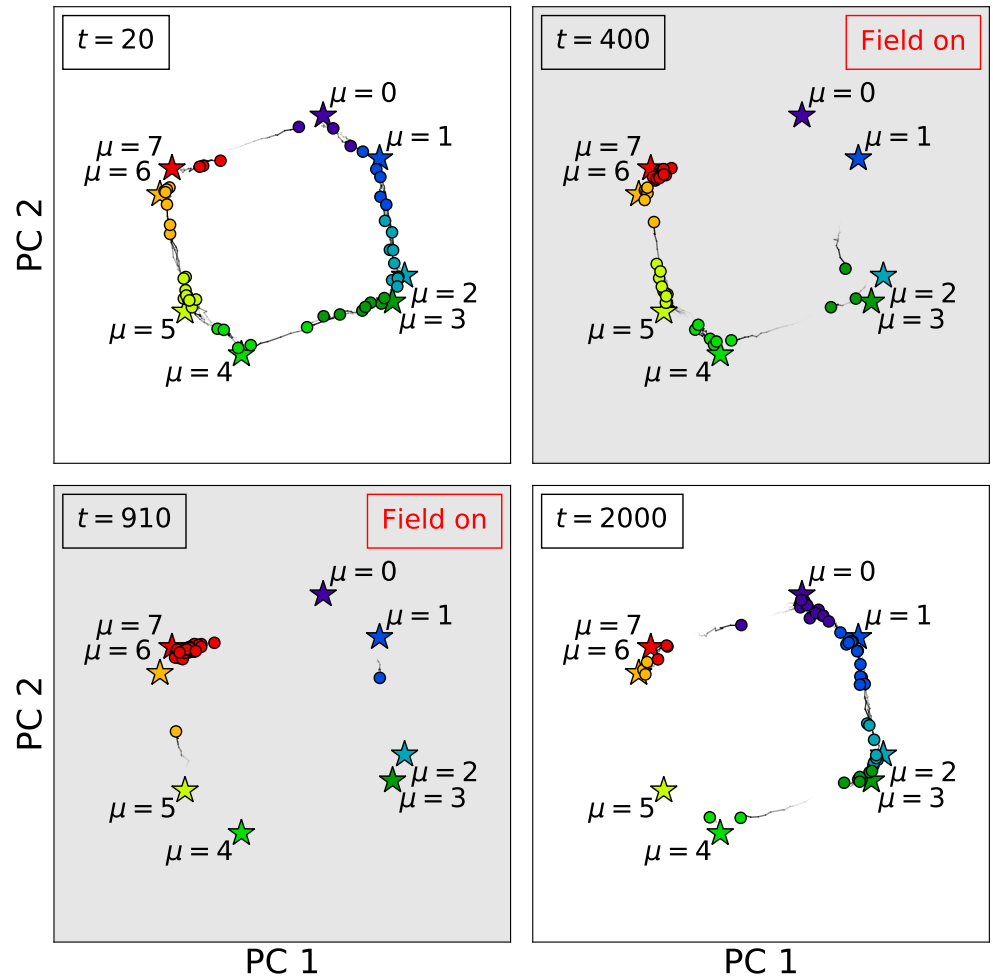 t = 20
μ = 0
μ = 1
μ = 7
μ = 6
μ = 2
μ = 3
μ = 5
μ = 4
PC 2
t = 400
Field on
μ = 0
μ = 1
μ = 7
μ = 6
μ = 2
μ = 3
μ = 5
μ = 4
t = 910
Field on
μ = 0
μ = 1
μ = 7
μ = 6
μ = 2
μ = 3
μ = 5
μ = 4
PC 2
PC 1
t = 2000
μ = 0
μ = 1
μ = 7
μ = 6
μ = 2
μ = 3
μ = 5
μ = 4
PC 1